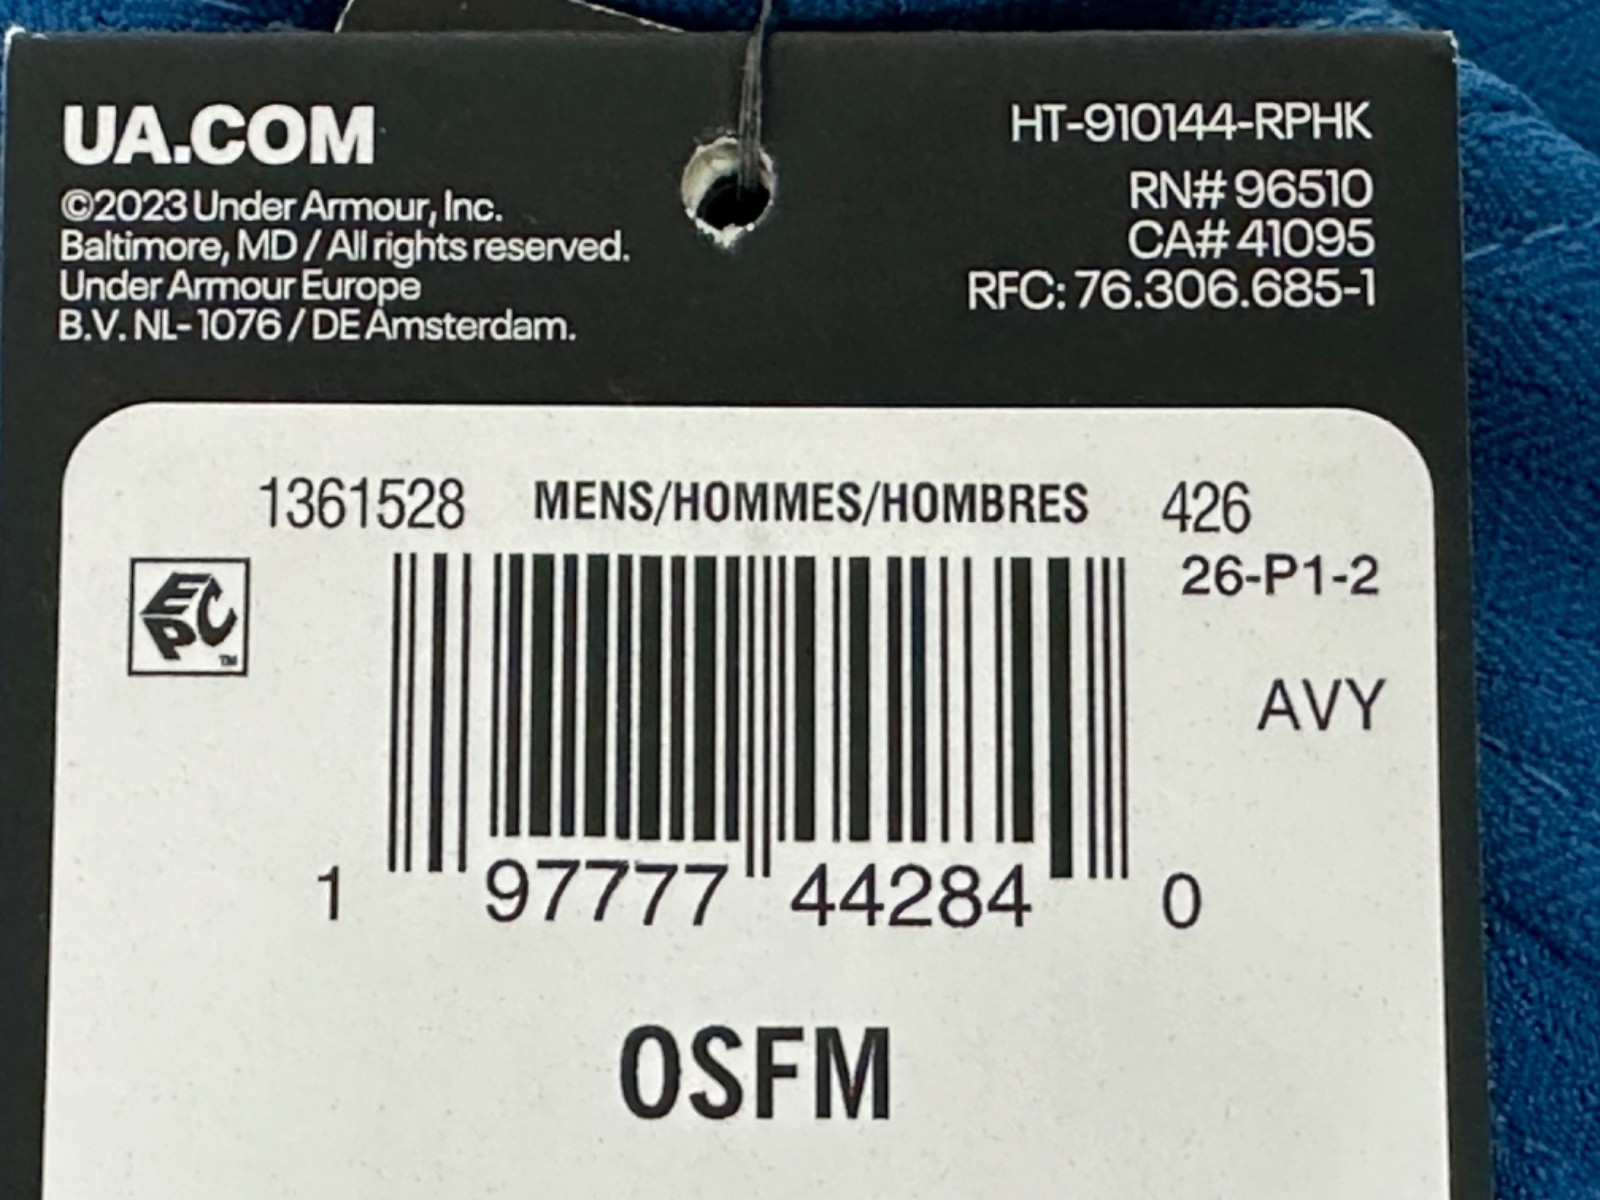 UA.COM
©2023 Under Armour, Inc.
Baltimore, MD / All rights reserved.
Under Armour Europe
B.V. NL-1076 / DE Amsterdam.
HT-910144-RPHK
RN# 96510
CA# 41095
RFC: 76.306.685-1
1361528 MENS/HOMMES/HOMBRES 426
26-P1-2
EPC
TM
AVY
1 97777 44284 0
OSFM